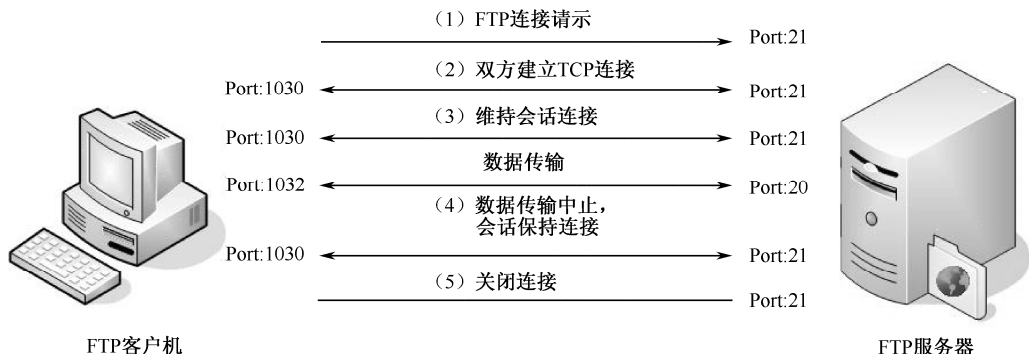 （1）FTP连接请示
Port:21
（2）双方建立TCP连接
Port:1030
Port:21
（3）维持会话连接
Port:1030
Port:21
数据传输
Port:1032
Port:20
（4）数据传输中止，
会话保持连接
Port:1030
Port:21
（5）关闭连接
Port:21
FTP客户机
FTP服务器